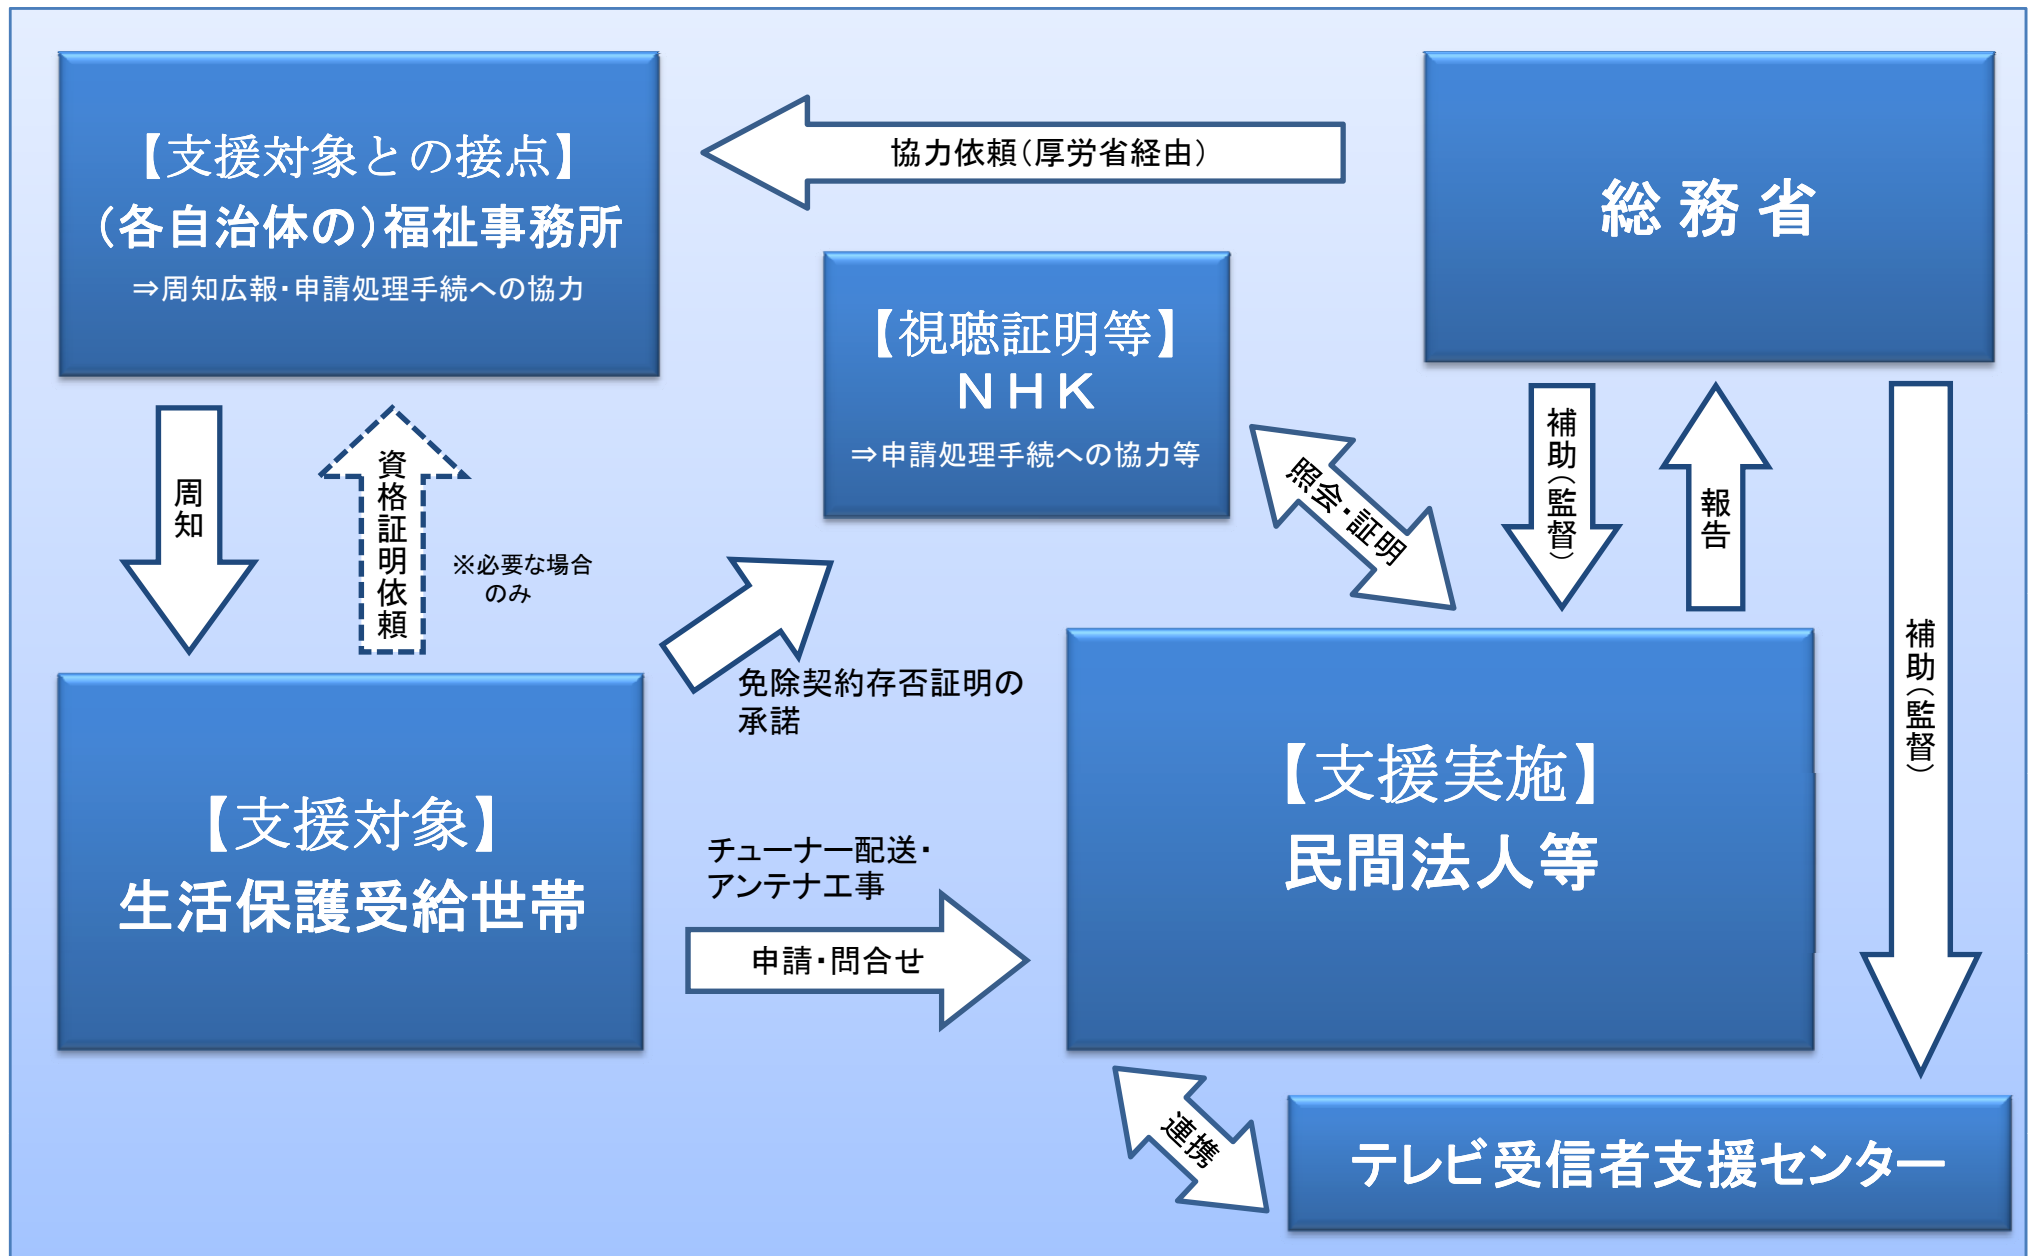 【支援対象との接点】
（各自治体の）福祉事務所
⇒周知広報・申請処理手続への協力
協力依頼（厚労省経由）
総 務 省
【視聴証明等】
ＮＨＫ
⇒申請処理手続への協力等
周知
資格証明依頼
※必要な場合
のみ
照会・証明
補助（監督）
報告
補助（監督）
免除契約存否証明の
承諾
【支援対象】
生活保護受給世帯
チューナー配送・
アンテナ工事
申請・問合せ
【支援実施】
民間法人等
連携
テレビ受信者支援センター